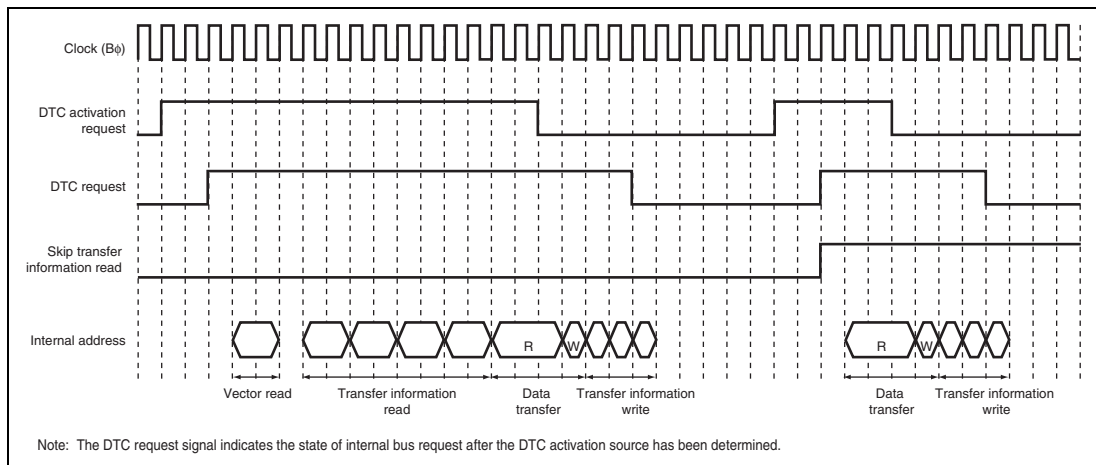 Clock (Bϕ)
DTC activation
request
DTC request
Skip transfer
information read
Internal address
R
W
R
W
Vector read
Transfer information
read
Data
transfer
Transfer information
write
Data
transfer
Transfer information
write
Note: The DTC request signal indicates the state of internal bus request after the DTC activation source has been determined.